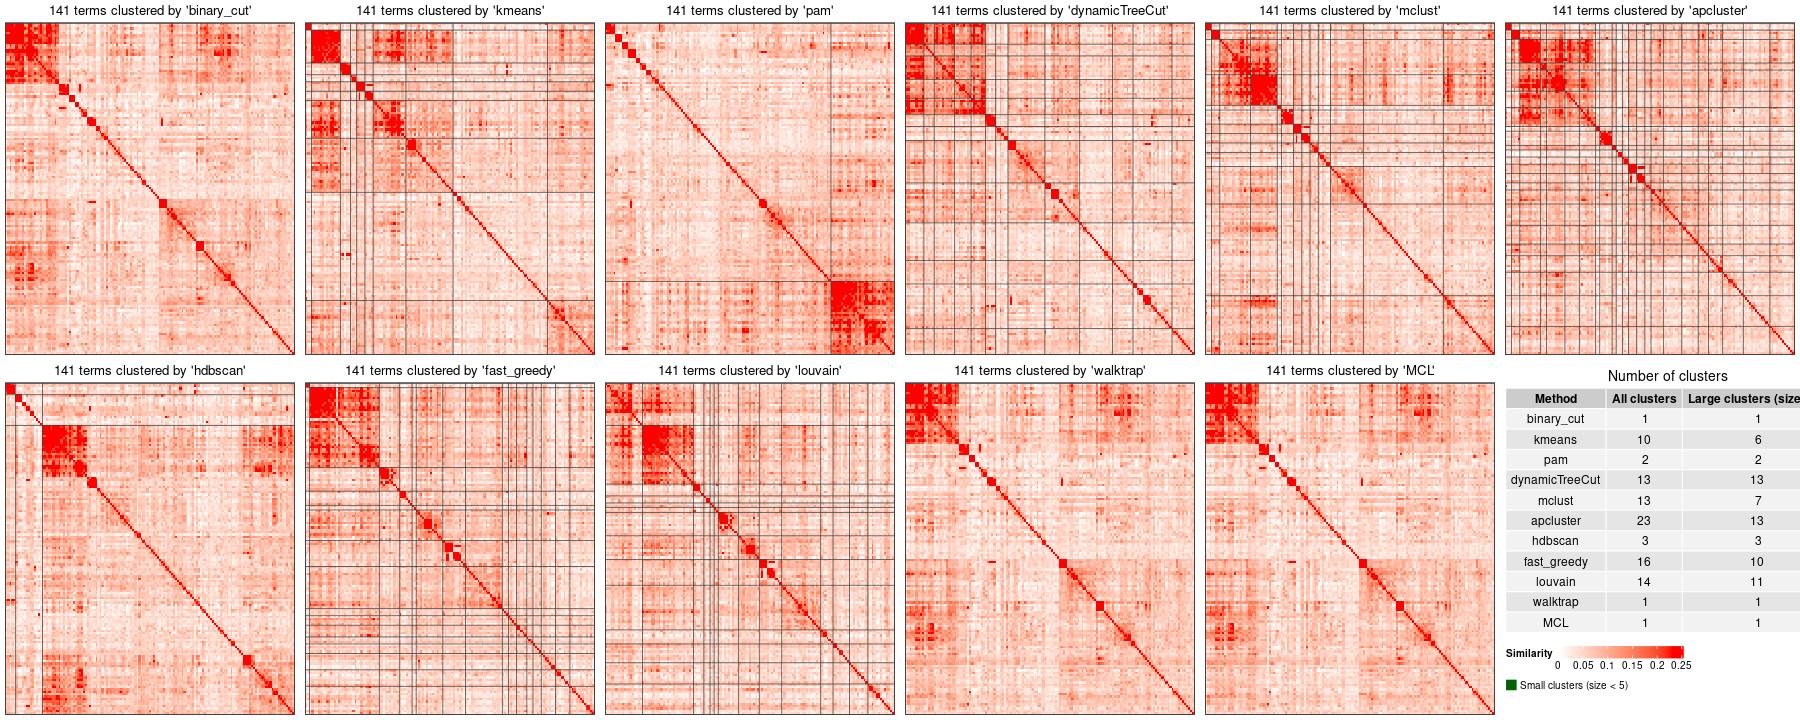 141 terms clustered by 'binary_cut'
141 terms clustered by 'kmeans'
141 terms clustered by 'pam'
141 terms clustered by 'dynamicTreeCut'
141 terms clustered by 'mclust'
141 terms clustered by 'apcluster'
141 terms clustered by 'hdbscan'
141 terms clustered by 'fast_greedy'
141 terms clustered by 'louvain'
141 terms clustered by 'walktrap'
141 terms clustered by 'MCL'
Number of clusters
Method All clusters Large clusters (size
binary_cut 1 1
kmeans 10 6
pam 2 2
dynamicTreeCut 13 13
mclust 13 7
apcluster 23 13
hdbscan 3 3
fast_greedy 16 10
louvain 14 11
walktrap 1 1
MCL 1 1
Similarity
0 0.05 0.1 0.15 0.2 0.25
Small clusters (size < 5)